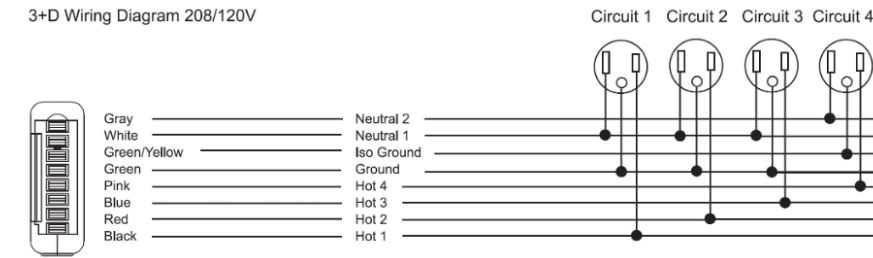 3+D Wiring Diagram 208/120V
Circuit 1 Circuit 2 Circuit 3 Circuit 4
Gray Neutral 2
White Neutral 1
Green/Yellow Iso Ground
Green Ground
Pink Hot 4
Blue Hot 3
Red Hot 2
Black Hot 1